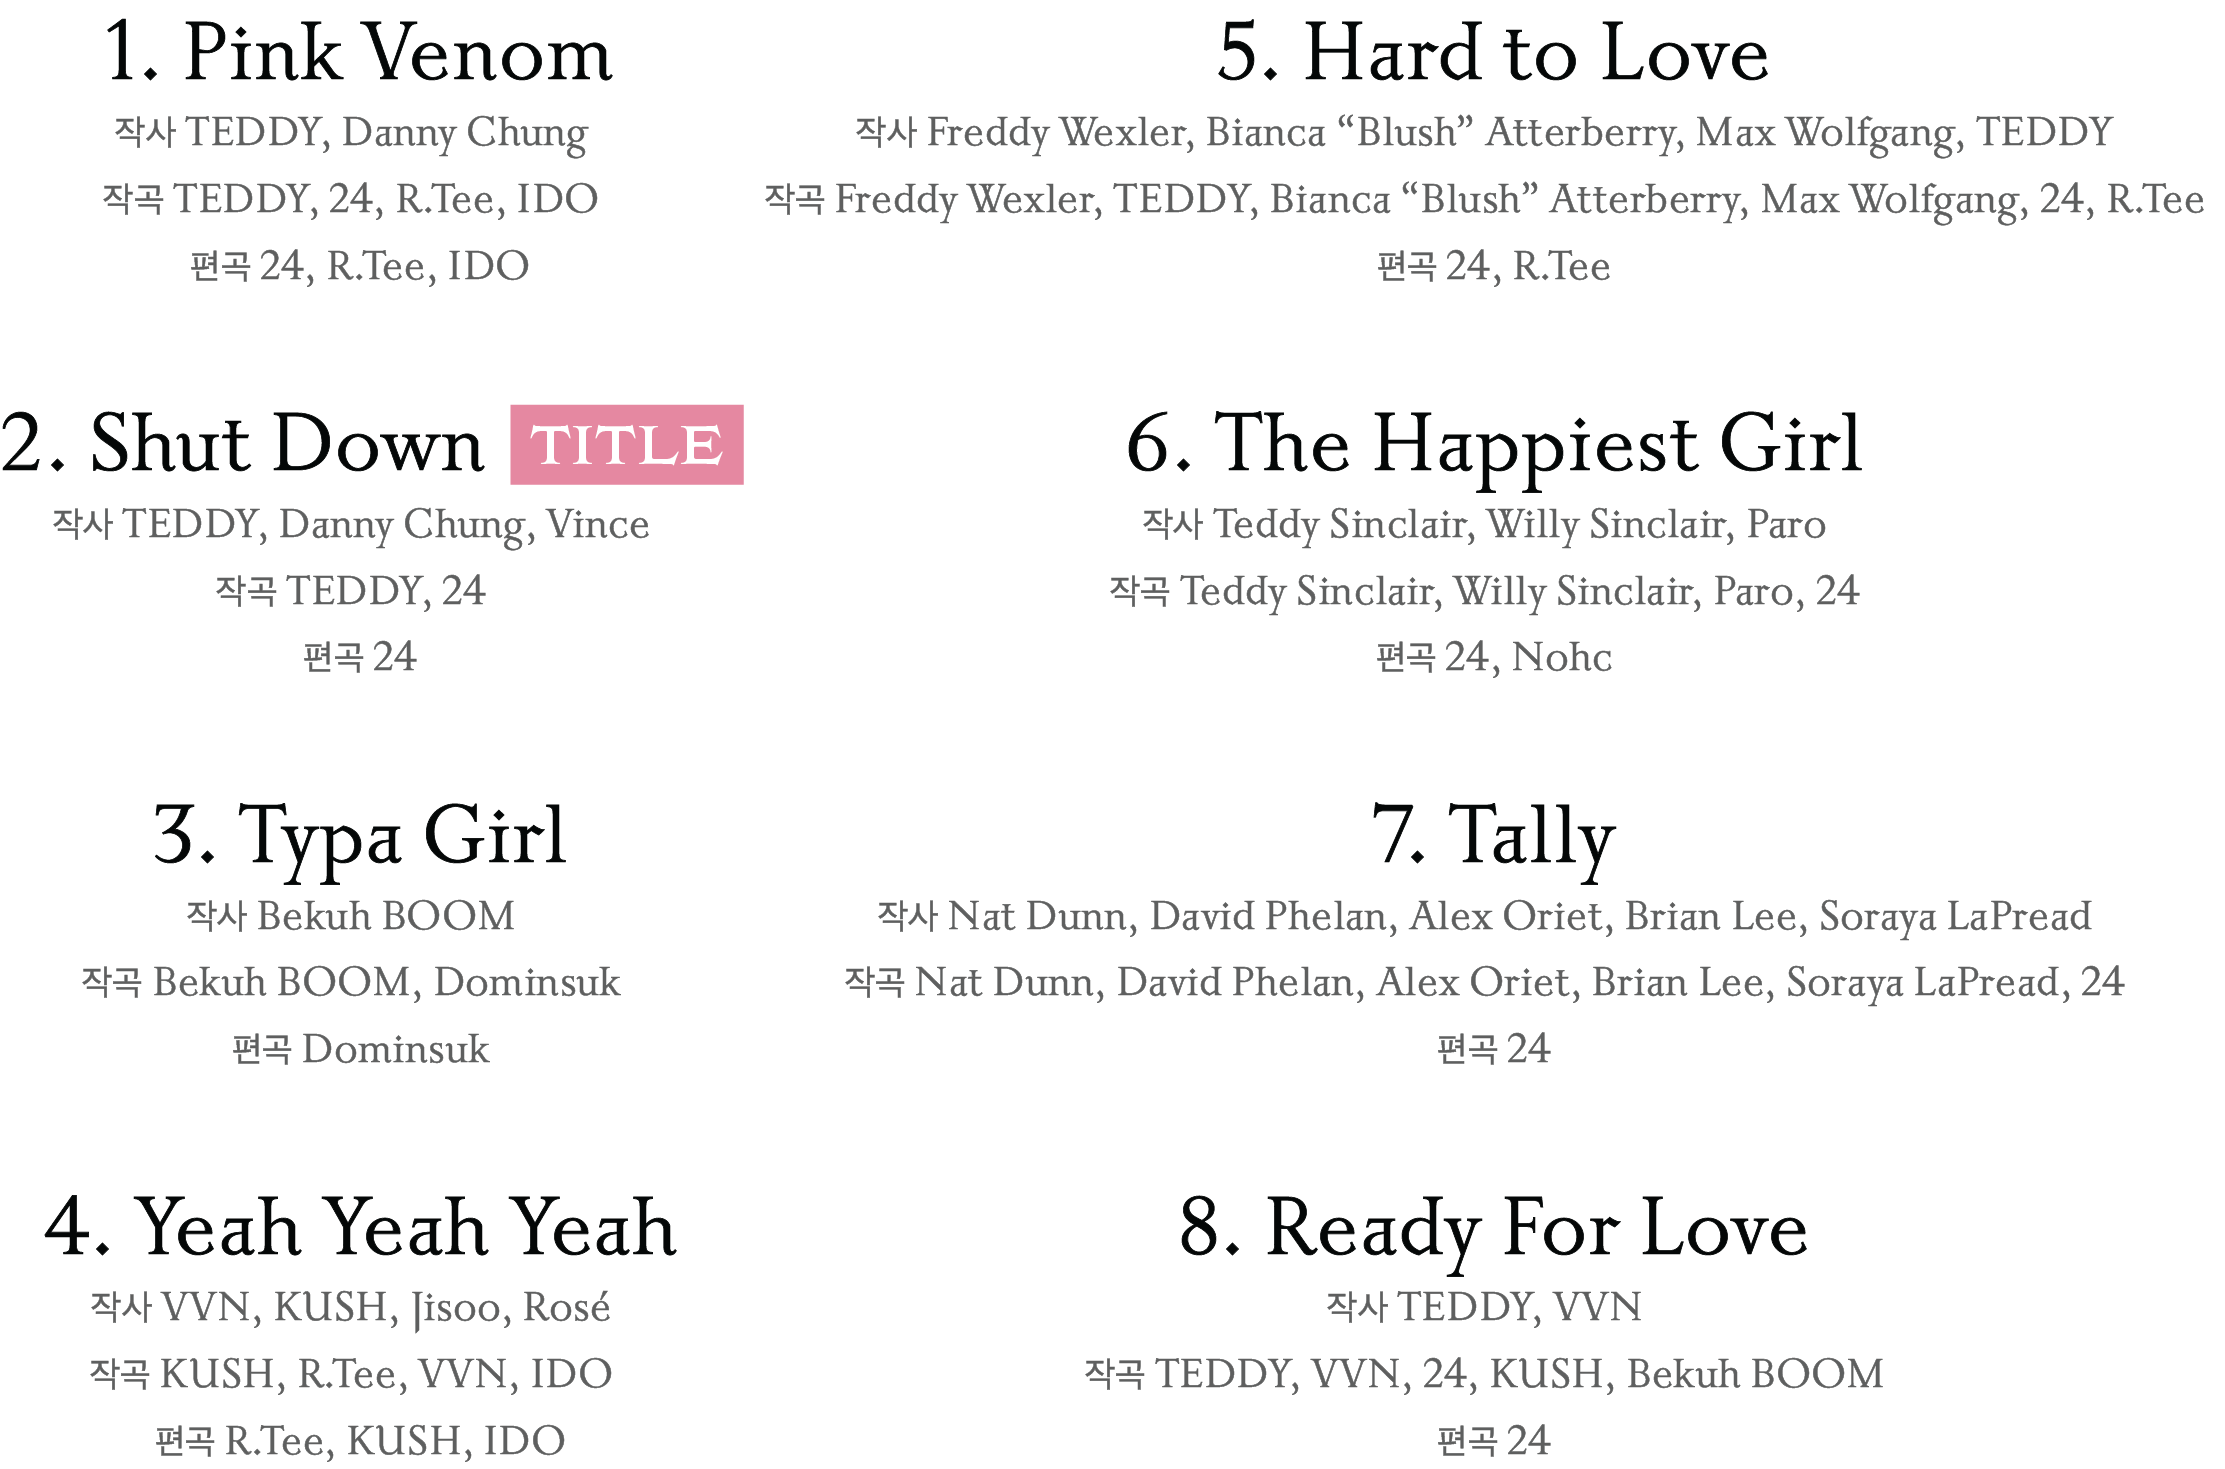 1. Pink Venom
작사 TEDDY, Danny Chung
작곡 TEDDY, 24, R.Tee, IDO
편곡 24, R.Tee, IDO
2. Shut Down TITLE
작사 TEDDY, Danny Chung, Vince
작곡 TEDDY, 24
편곡 24
3. Typa Girl
작사 Bekuh BOOM
작곡 Bekuh BOOM, Dominsuk
편곡 Dominsuk
4. Yeah Yeah Yeah
작사 VVN, KUSH, Jisoo, Rosé
작곡 KUSH, R.Tee, VVN, IDO
편곡 R.Tee, KUSH, IDO
5. Hard to Love
작사 Freddy Wexler, Bianca “Blush” Atterberry, Max Wolfgang, TEDDY
작곡 Freddy Wexler, TEDDY, Bianca “Blush” Atterberry, Max Wolfgang, 24, R.Tee
편곡 24, R.Tee
6. The Happiest Girl
작사 Teddy Sinclair, Willy Sinclair, Paro
작곡 Teddy Sinclair, Willy Sinclair, Paro, 24
편곡 24, Nohc
7. Tally
작사 Nat Dunn, David Phelan, Alex Oriet, Brian Lee, Soraya LaPread
작곡 Nat Dunn, David Phelan, Alex Oriet, Brian Lee, Soraya LaPread, 24
편곡 24
8. Ready For Love
작사 TEDDY, VVN
작곡 TEDDY, VVN, 24, KUSH, Bekuh BOOM
편곡 24